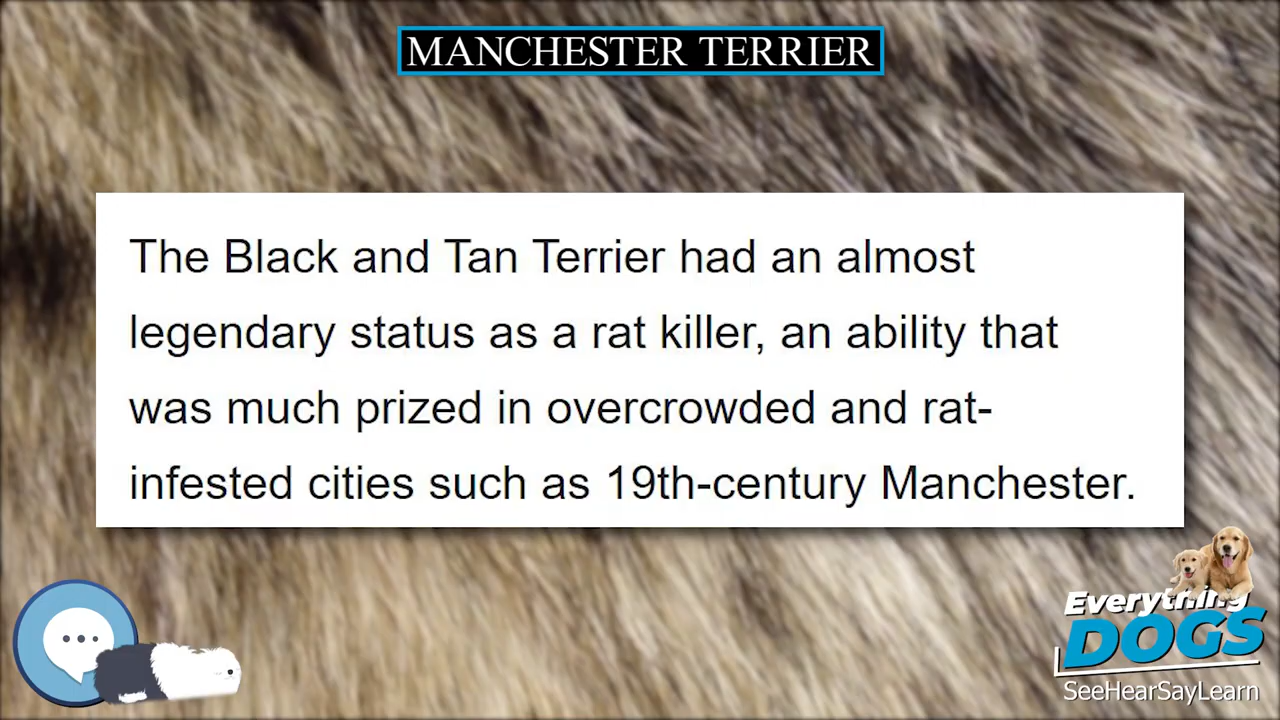 MANCHESTER TERRIER
The Black and Tan Terrier had an almost
legendary status as a rat killer, an ability that
was much prized in overcrowded and rat-
infested cities such as 19th-century Manchester.
Everything
DOGS
SeeHearSayLearn